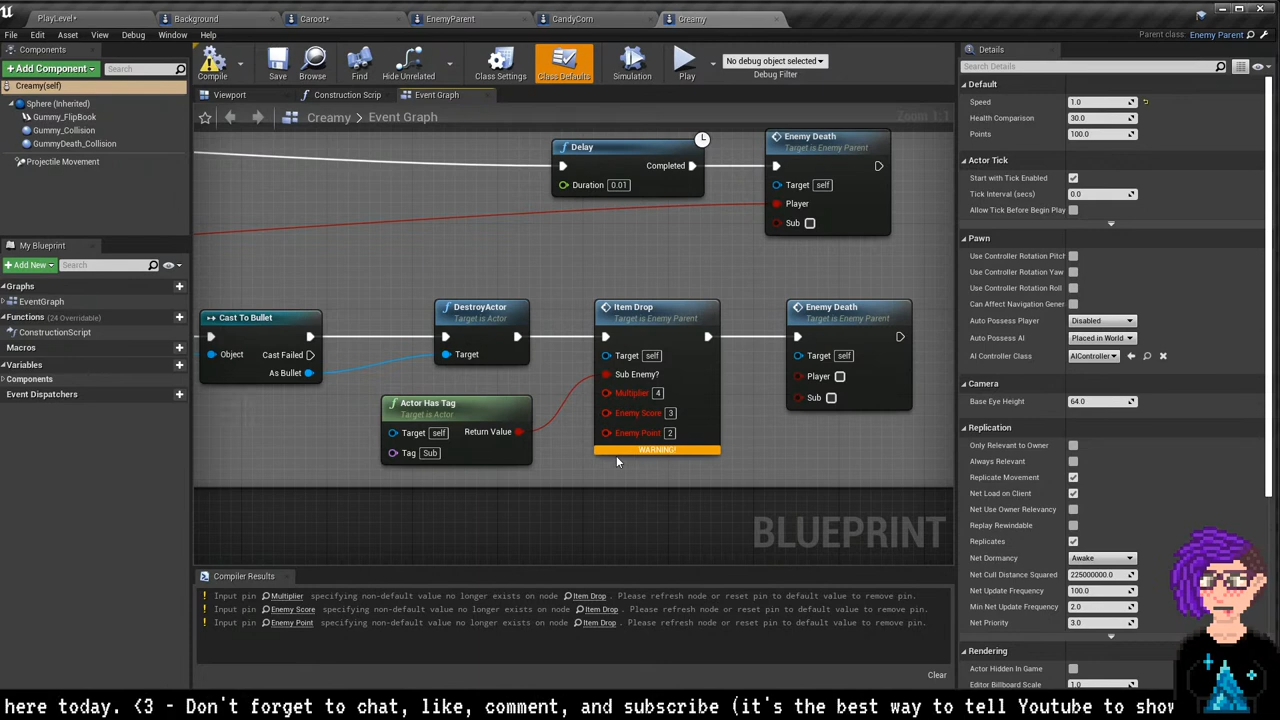 PlayLevel*
Background
Caroot*
EnemyParent
CandyCorn
Creamy
File Edit Asset View Debug Window Help
Parent class: Enemy Parent
Components
+Add Component
Search
Creamy(self)
Sphere (Inherited)
Gummy_FlipBook
Gummy_Collision
GummyDeath_Collision
Projectile Movement
My Blueprint
+Add New
Search
Graphs
EventGraph
Functions (24 Overridable)
ConstructionScript
Macros
Variables
Components
Event Dispatchers
Compile
Save
Browse
Find
Hide Unrelated
Class Settings
Class Defaults
Simulation
Play
No debug object selected
Debug Filter
Viewport
Construction Scrip
Event Graph
Creamy > Event Graph
Zoom 1:1
Delay
Completed
Duration 0.01
Enemy Death
Target is Enemy Parent
Target self
Player
Sub
Cast To Bullet
Object
Cast Failed
As Bullet
DestroyActor
Target is Actor
Target
Item Drop
Target is Enemy Parent
Target self
Sub Enemy?
Multiplier 4
Enemy Score 3
Enemy Point 2
WARNING!
Enemy Death
Target is Enemy Parent
Target self
Player
Sub
Actor Has Tag
Target is Actor
Target self
Return Value
Tag Sub
BLUEPRINT
Compiler Results
! Input pin Multiplier specifying non-default value no longer exists on node Item Drop . Please refresh node or reset pin to default value to remove pin.
! Input pin Enemy Score specifying non-default value no longer exists on node Item Drop . Please refresh node or reset pin to default value to remove pin.
! Input pin Enemy Point specifying non-default value no longer exists on node Item Drop . Please refresh node or reset pin to default value to remove pin.
Clear
Details
Search Details
Default
Speed 1.0
Health Comparison 30.0
Points 100.0
Actor Tick
Start with Tick Enabled
Tick Interval (secs) 0.0
Allow Tick Before Begin Play
Pawn
Use Controller Rotation Pitch
Use Controller Rotation Yaw
Use Controller Rotation Roll
Can Affect Navigation Gener
Auto Possess Player Disabled
Auto Possess AI Placed in World
AI Controller Class AIController
Camera
Base Eye Height 64.0
Replication
Only Relevant to Owner
Always Relevant
Replicate Movement
Net Load on Client
Net Use Owner Relevancy
Replay Rewindable
Replicates
Net Dormancy Awake
Net Cull Distance Squared 225000000.0
Net Update Frequency 100.0
Min Net Update Frequency 2.0
Net Priority 3.0
Rendering
Actor Hidden In Game
Editor Billboard Scale 1.0
here today. <3 - Don't forget to chat, like, comment, and subscribe (it's the best way to tell Youtube to show